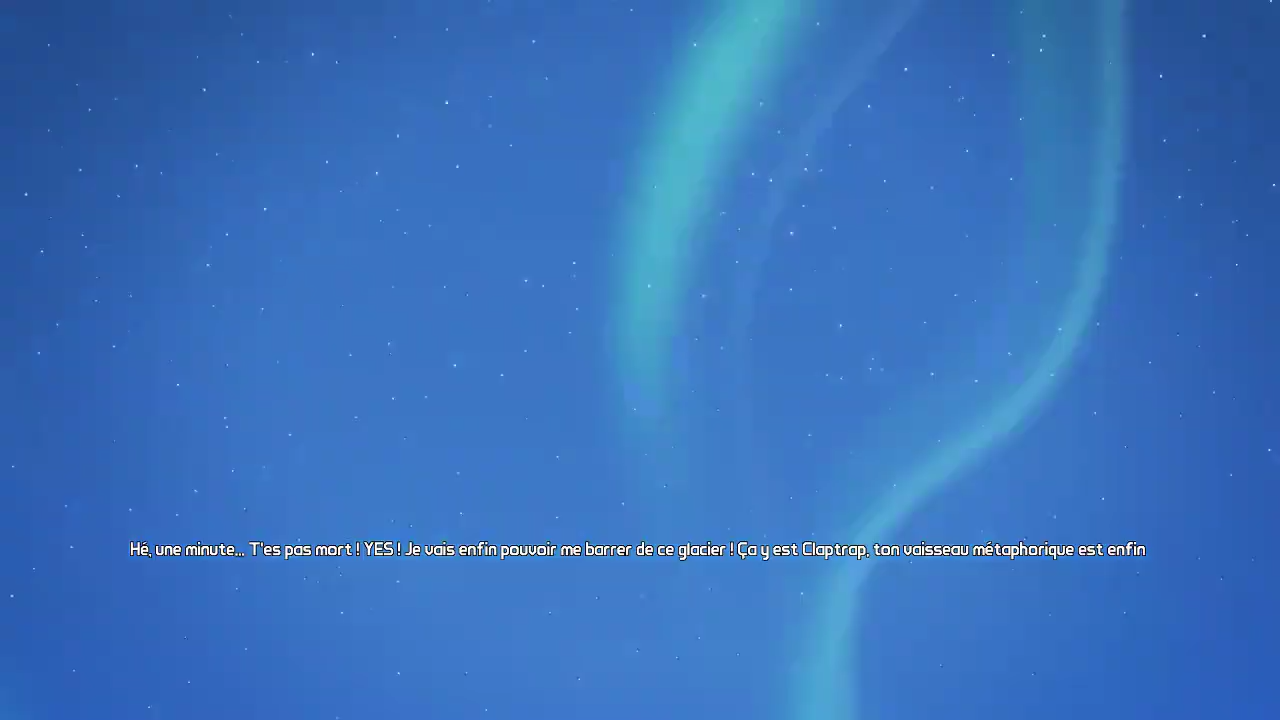 Hé, une minute... T'es pas mort ! YES ! Je vais enfin pouvoir me barrer de ce glacier ! Ça y est Claptrap, ton vaisseau métaphorique est enfin